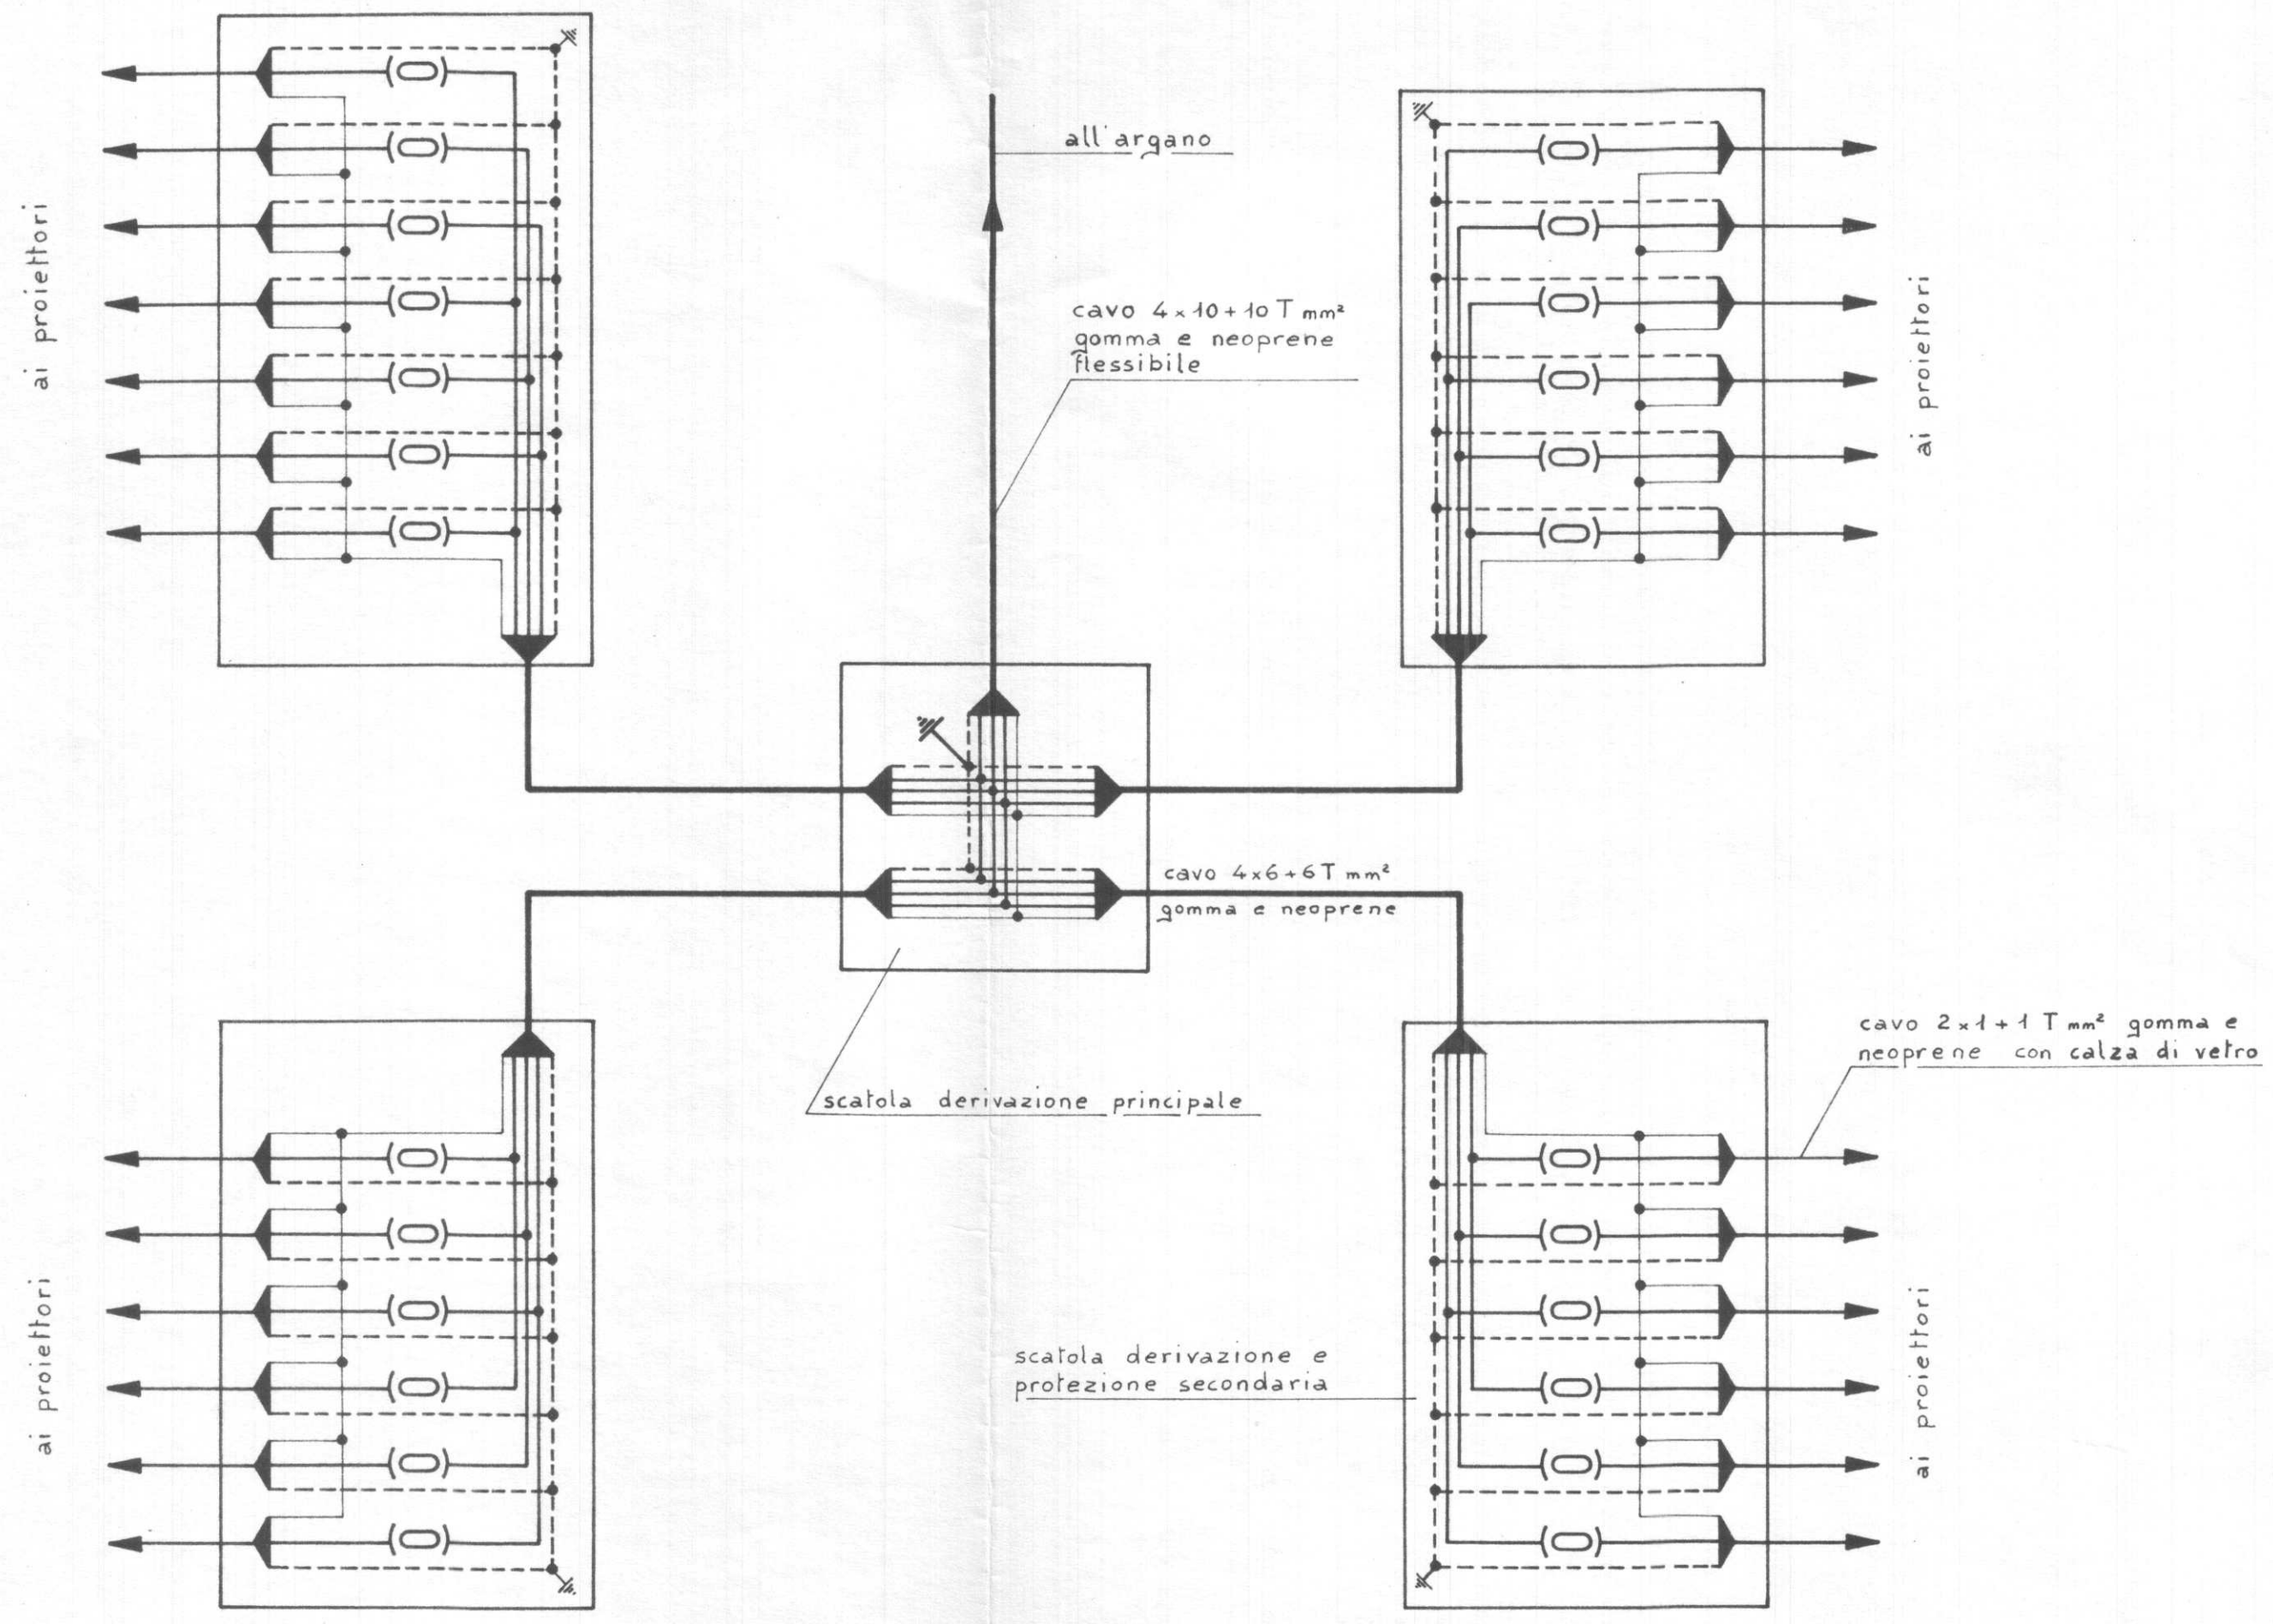 all'argano
ai proiettori
ai proiettori
cavo 4×10+10 T mm²
gomma e neoprene
flessibile
cavo 4×6+6 T mm²
gomma e neoprene
cavo 2×1+1 T mm² gomma e
neoprene con calza di vetro
scatola derivazione principale
ai proiettori
ai proiettori
scatola derivazione e
protezione secondaria